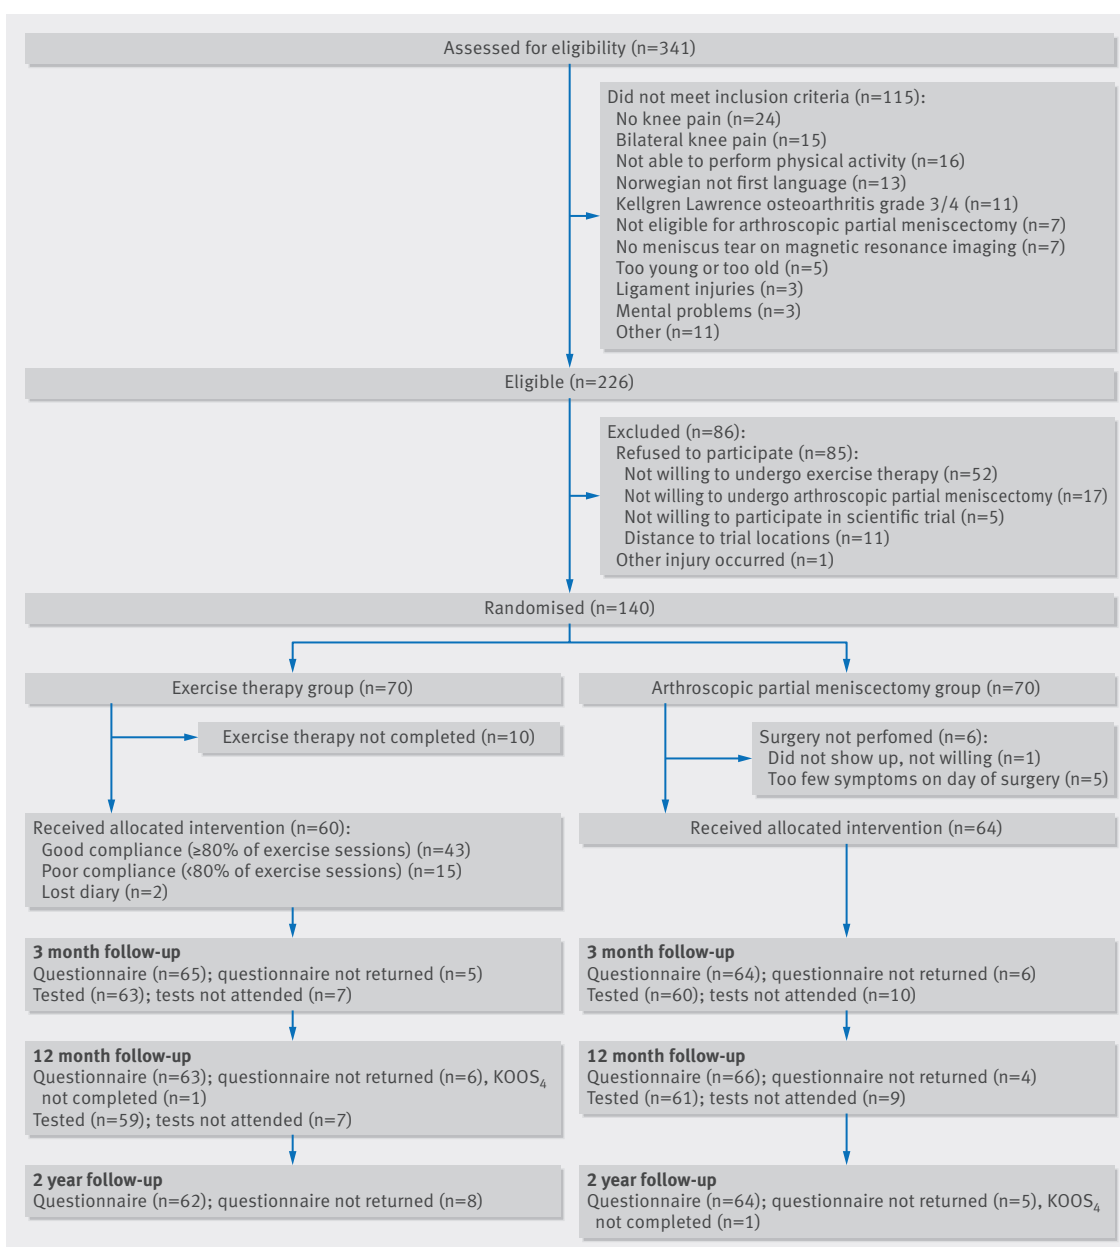 Assessed for eligibility (n=341)
Did not meet inclusion criteria (n=115):
No knee pain (n=24)
Bilateral knee pain (n=15)
Not able to perform physical activity (n=16)
Norwegian not first language (n=13)
Kellgren Lawrence osteoarthritis grade 3/4 (n=11)
Not eligible for arthroscopic partial meniscectomy (n=7)
No meniscus tear on magnetic resonance imaging (n=7)
Too young or too old (n=5)
Ligament injuries (n=3)
Mental problems (n=3)
Other (n=11)
Eligible (n=226)
Excluded (n=86):
Refused to participate (n=85):
Not willing to undergo exercise therapy (n=52)
Not willing to undergo arthroscopic partial meniscectomy (n=17)
Not willing to participate in scientific trial (n=5)
Distance to trial locations (n=11)
Other injury occurred (n=1)
Randomised (n=140)
Exercise therapy group (n=70)
Exercise therapy not completed (n=10)
Received allocated intervention (n=60):
Good compliance (≥80% of exercise sessions) (n=43)
Poor compliance (<80% of exercise sessions) (n=15)
Lost diary (n=2)
3 month follow-up
Questionnaire (n=65); questionnaire not returned (n=5)
Tested (n=63); tests not attended (n=7)
12 month follow-up
Questionnaire (n=63); questionnaire not returned (n=6), KOOS₄
not completed (n=1)
Tested (n=59); tests not attended (n=7)
2 year follow-up
Questionnaire (n=62); questionnaire not returned (n=8)
Arthroscopic partial meniscectomy group (n=70)
Surgery not perfomed (n=6):
Did not show up, not willing (n=1)
Too few symptoms on day of surgery (n=5)
Received allocated intervention (n=64)
3 month follow-up
Questionnaire (n=64); questionnaire not returned (n=6)
Tested (n=60); tests not attended (n=10)
12 month follow-up
Questionnaire (n=66); questionnaire not returned (n=4)
Tested (n=61); tests not attended (n=9)
2 year follow-up
Questionnaire (n=64); questionnaire not returned (n=5), KOOS₄
not completed (n=1)